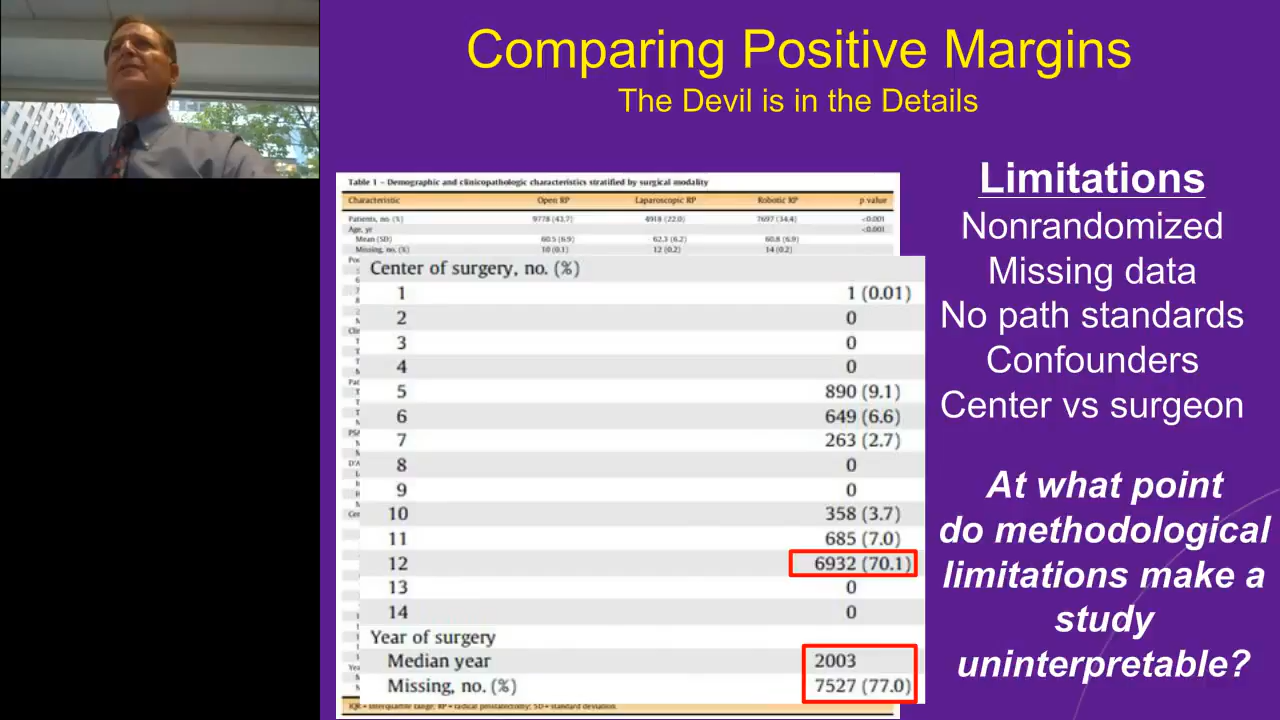 Comparing Positive Margins
The Devil is in the Details
Table 1 – Demographic and clinicopathologic characteristics stratified by surgical modality
Characteristic Open RP Laparoscopic RP Robotic RP p value
Patients, no. (%) 9778 (43.7) 4918 (22.0) 7697 (34.4) <0.001
Age, yr <0.001
Mean (SD) 60.5 (6.9) 62.3 (6.2) 60.8 (6.9)
Missing, no. (%) 10 (0.1) 12 (0.2) 14 (0.2)
Center of surgery, no. (%)
1 1 (0.01)
2 0
3 0
4 0
5 890 (9.1)
6 649 (6.6)
7 263 (2.7)
8 0
9 0
10 358 (3.7)
11 685 (7.0)
12 6932 (70.1)
13 0
14 0
Year of surgery
Median year 2003
Missing, no. (%) 7527 (77.0)
IQR = interquartile range; RP = radical prostatectomy; SD = standard deviation.
Limitations
Nonrandomized
Missing data
No path standards
Confounders
Center vs surgeon
At what point
do methodological
limitations make a
study
uninterpretable?